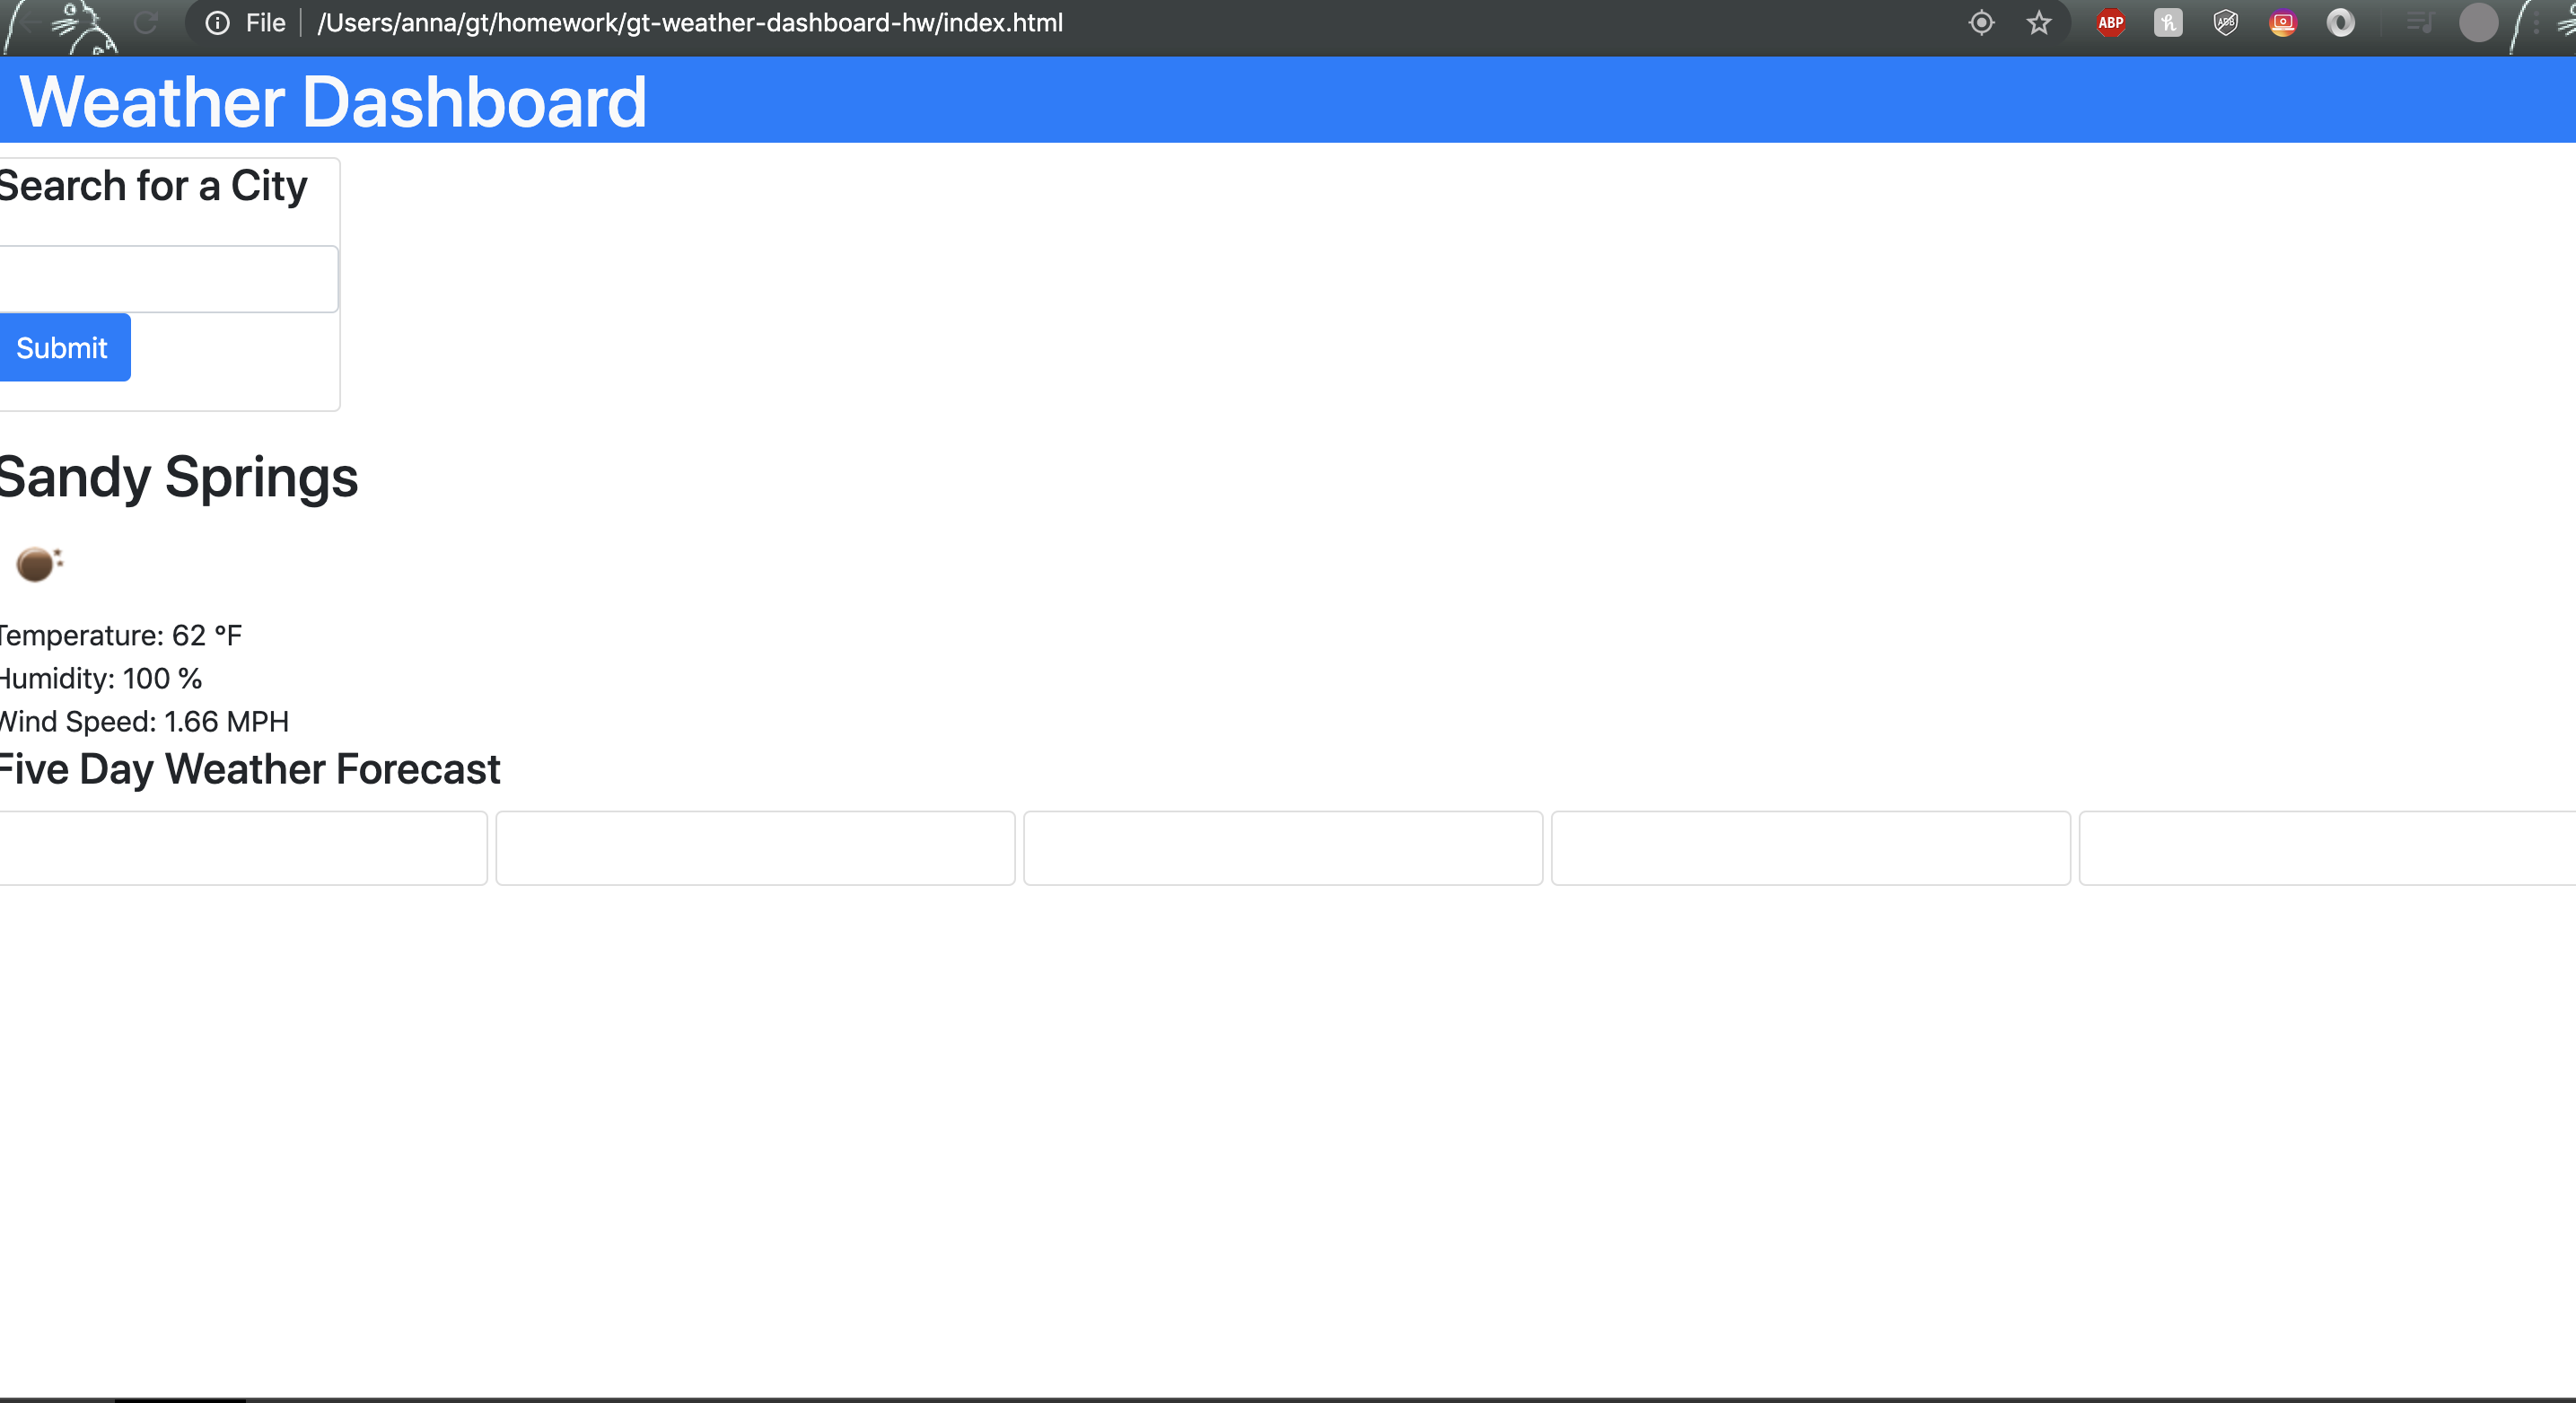 File /Users/anna/gt/homework/gt-weather-dashboard-hw/index.html ABP
Weather Dashboard
Search for a City
Submit
Sandy Springs
Temperature: 62 °F
Humidity: 100 %
Wind Speed: 1.66 MPH
Five Day Weather Forecast